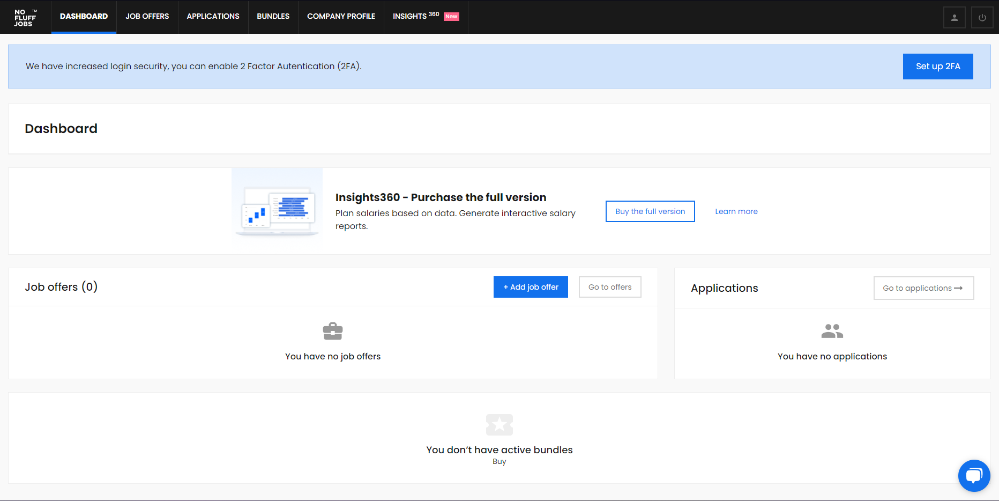 NO ™
FLUFF
JOBS
DASHBOARD
JOB OFFERS
APPLICATIONS
BUNDLES
COMPANY PROFILE
INSIGHTS 360 New
We have increased login security, you can enable 2 Factor Autentication (2FA).
Set up 2FA
Dashboard
Insights360 - Purchase the full version
Plan salaries based on data. Generate interactive salary
reports.
Buy the full version
Learn more
Job offers (0)
+ Add job offer
Go to offers
You have no job offers
Applications
Go to applications →
You have no applications
You don’t have active bundles
Buy